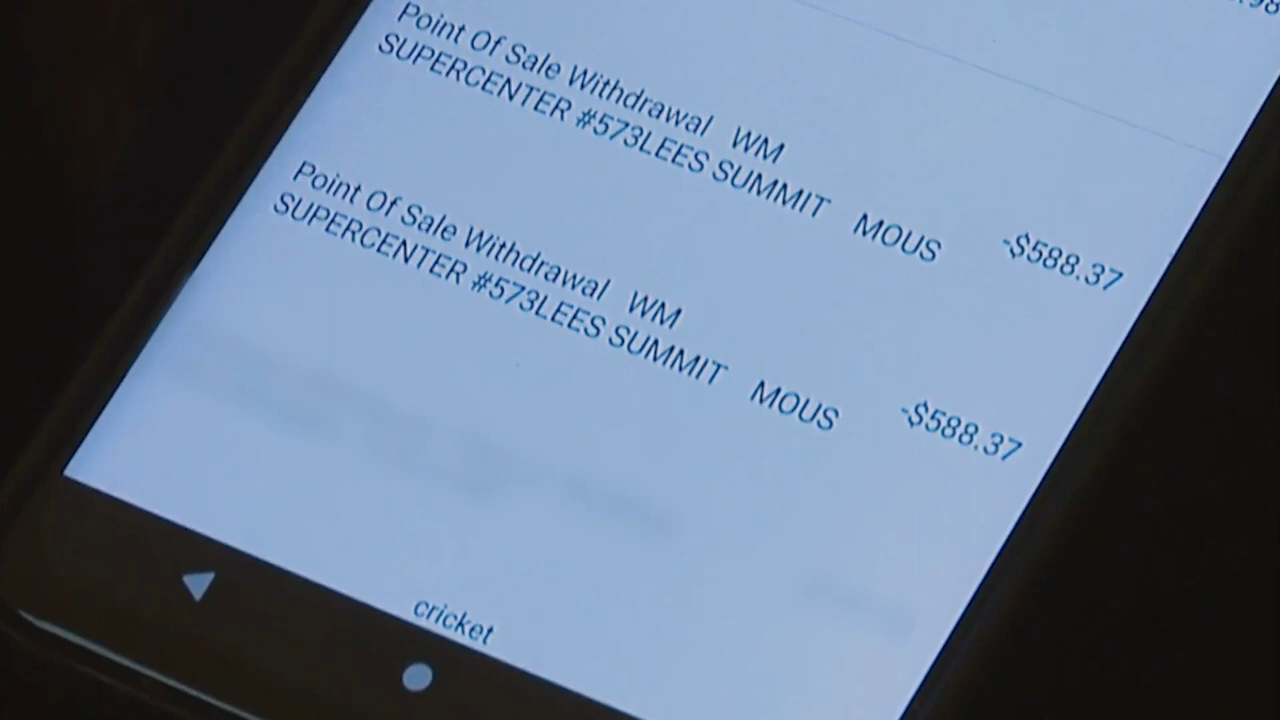 Point Of Sale Withdrawal WM
SUPERCENTER #573LEES SUMMIT MOUS -$588.37
Point Of Sale Withdrawal WM
SUPERCENTER #573LEES SUMMIT MOUS -$588.37
cricket